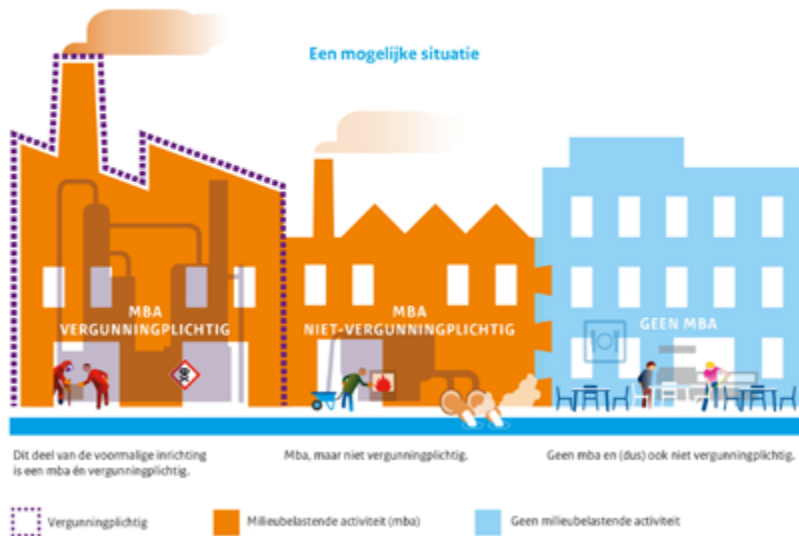 Een mogelijke situatie
MBA
VERGUNNINGPLICHTIG
MBA
NIET-VERGUNNINGPLICHTIG
GEEN MBA
Dit deel van de voormalige inrichting
is een mba én vergunningplichtig.
Mba, maar niet vergunningplichtig.
Geen mba en (dus) ook niet vergunningplichtig.
Vergunningplichtig
Milieubelastende activiteit (mba)
Geen milieubelastende activiteit